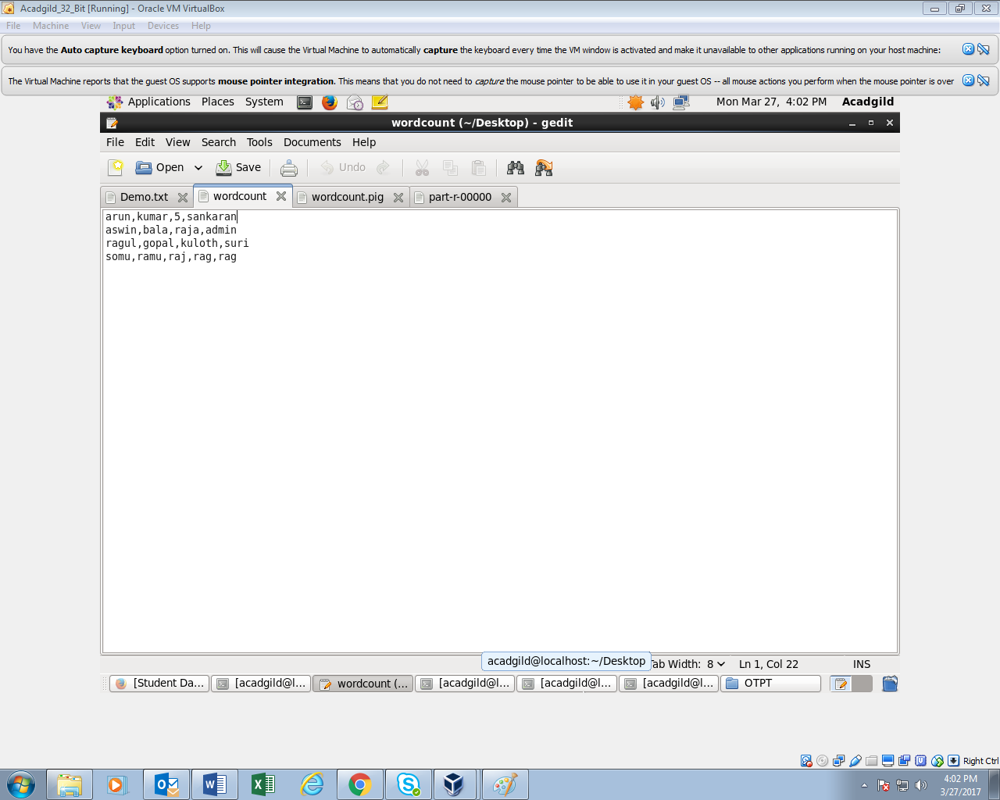 Acadgild_32_Bit [Running] - Oracle VM VirtualBox
File Machine View Input Devices Help
You have the Auto capture keyboard option turned on. This will cause the Virtual Machine to automatically capture the keyboard every time the VM window is activated and make it unavailable to other applications running on your host machine:
The Virtual Machine reports that the guest OS supports mouse pointer integration. This means that you do not need to capture the mouse pointer to be able to use it in your guest OS -- all mouse actions you perform when the mouse pointer is over
Applications Places System Mon Mar 27, 4:02 PM Acadgild
wordcount (~/Desktop) - gedit
File Edit View Search Tools Documents Help
Open Save Undo
Demo.txt wordcount wordcount.pig part-r-00000
arun,kumar,5,sankaran
aswin,bala,raja,admin
ragul,gopal,kuloth,suri
somu,ramu,raj,rag,rag
acadgild@localhost:~/Desktop Tab Width: 8 Ln 1, Col 22 INS
[Student Da... [acadgild@l... wordcount (... [acadgild@l... [acadgild@l... [acadgild@l... OTPT
Right Ctrl
4:02 PM
3/27/2017